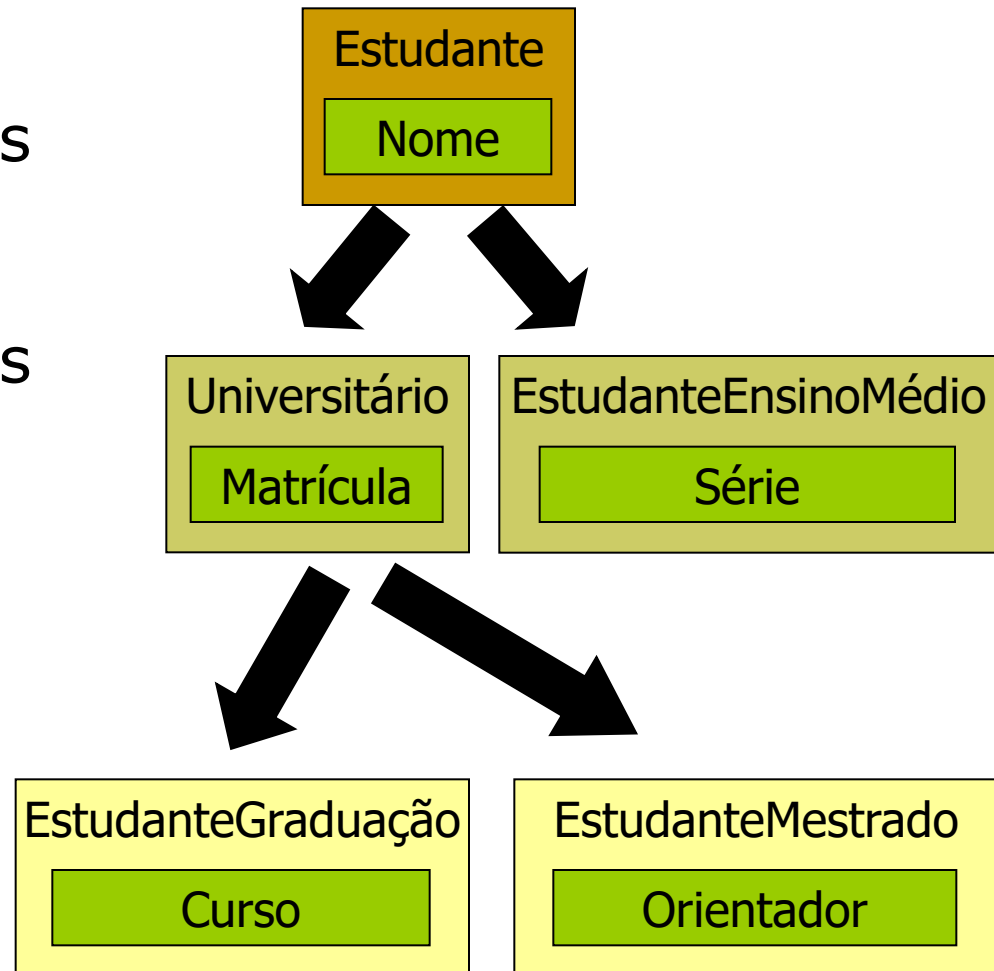 Estudante
Nome
s
s
Universitário
EstudanteEnsinoMédio
Matrícula
Série
EstudanteGraduação
EstudanteMestrado
Curso
Orientador